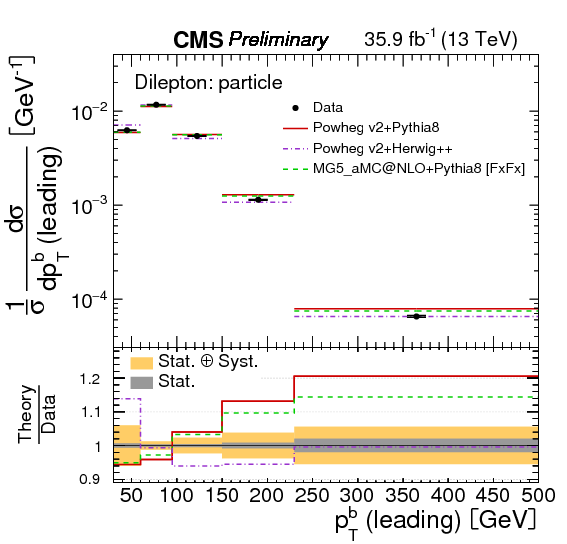 CMS Preliminary 35.9 fb⁻¹ (13 TeV)
Dilepton: particle
Data
Powheg v2+Pythia8
Powheg v2+Herwig++
MG5_aMC@NLO+Pythia8 [FxFx]
1/σ dσ/dp_T^b (leading) [GeV⁻¹]
10⁻²
10⁻³
10⁻⁴
Stat. ⊕ Syst.
Stat.
Theory
Data
1.2
1.1
1
0.9
50 100 150 200 250 300 350 400 450 500
p_T^b (leading) [GeV]